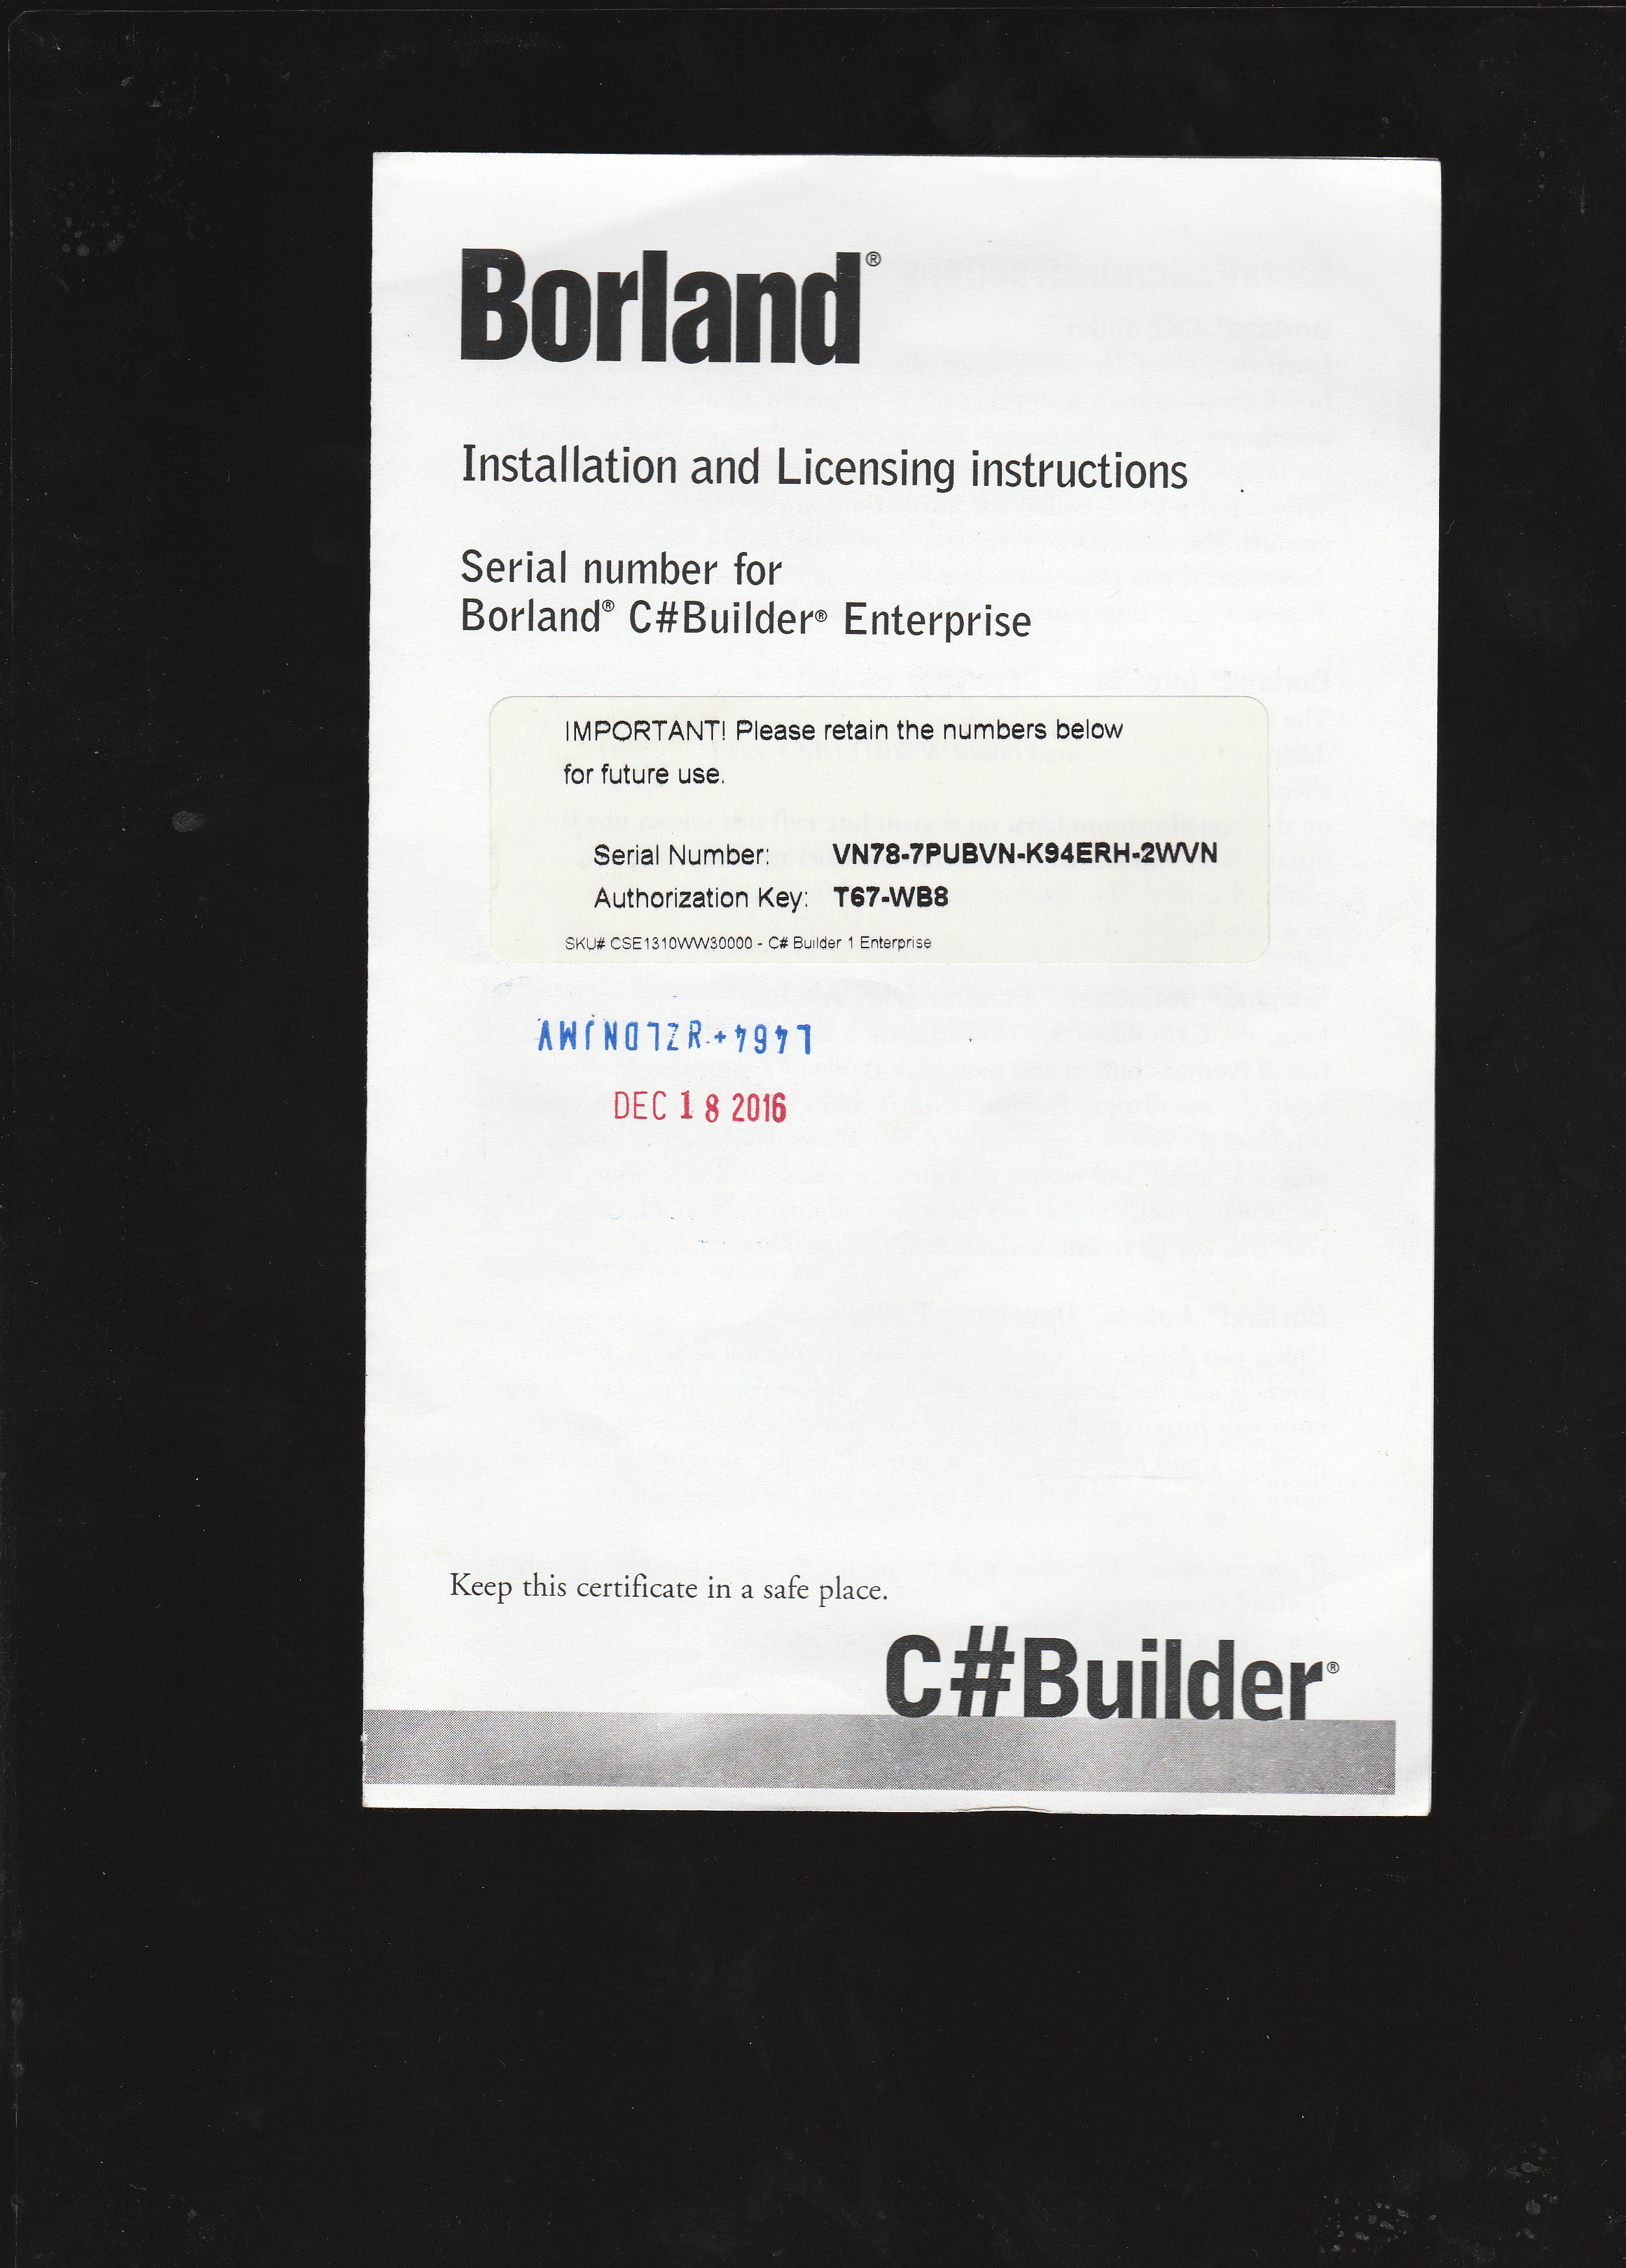 Borland®
Installation and Licensing instructions
Serial number for
Borland® C#Builder® Enterprise
IMPORTANT! Please retain the numbers below
for future use.
Serial Number: VN78-7PUBVN-K94ERH-2WVN
Authorization Key: T67-WB8
SKU# CSE1310WW30000 - C# Builder 1 Enterprise
DEC 18 2016
Keep this certificate in a safe place.
C#Builder®